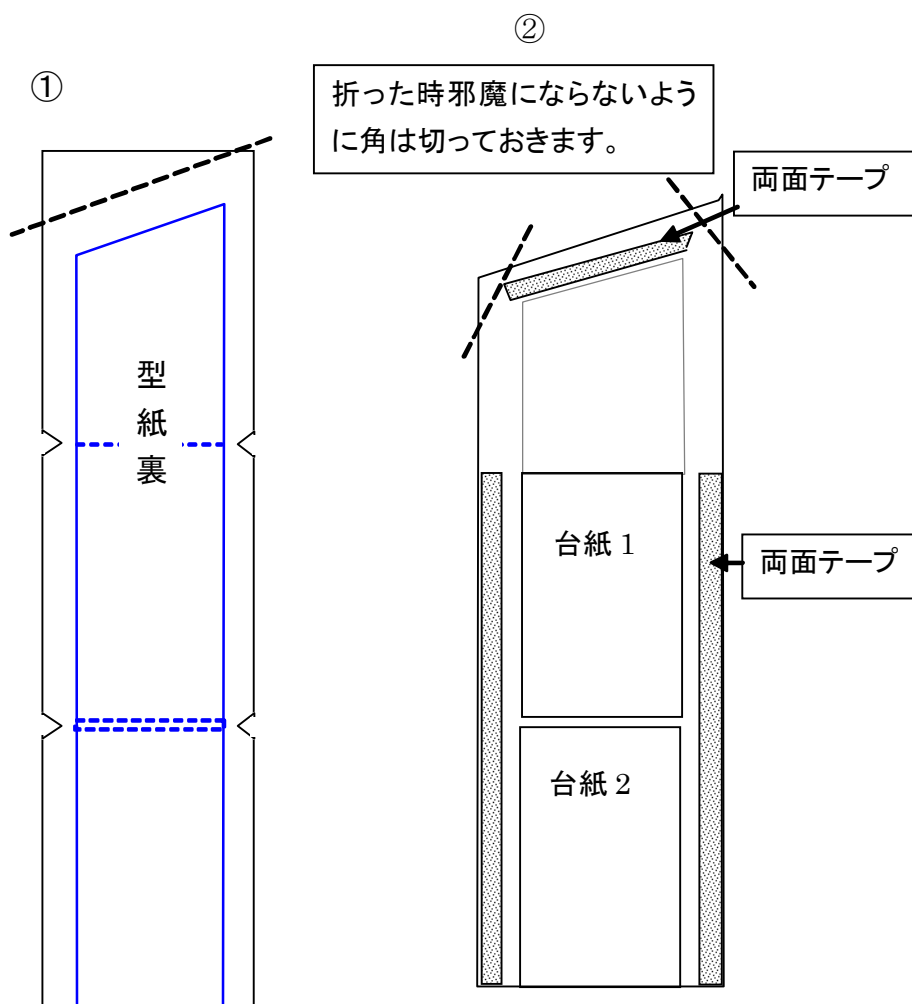 ①
型
紙
裏
②
折った時邪魔にならないよう
に角は切っておきます。
両面テープ
台紙 1
両面テープ
台紙 2